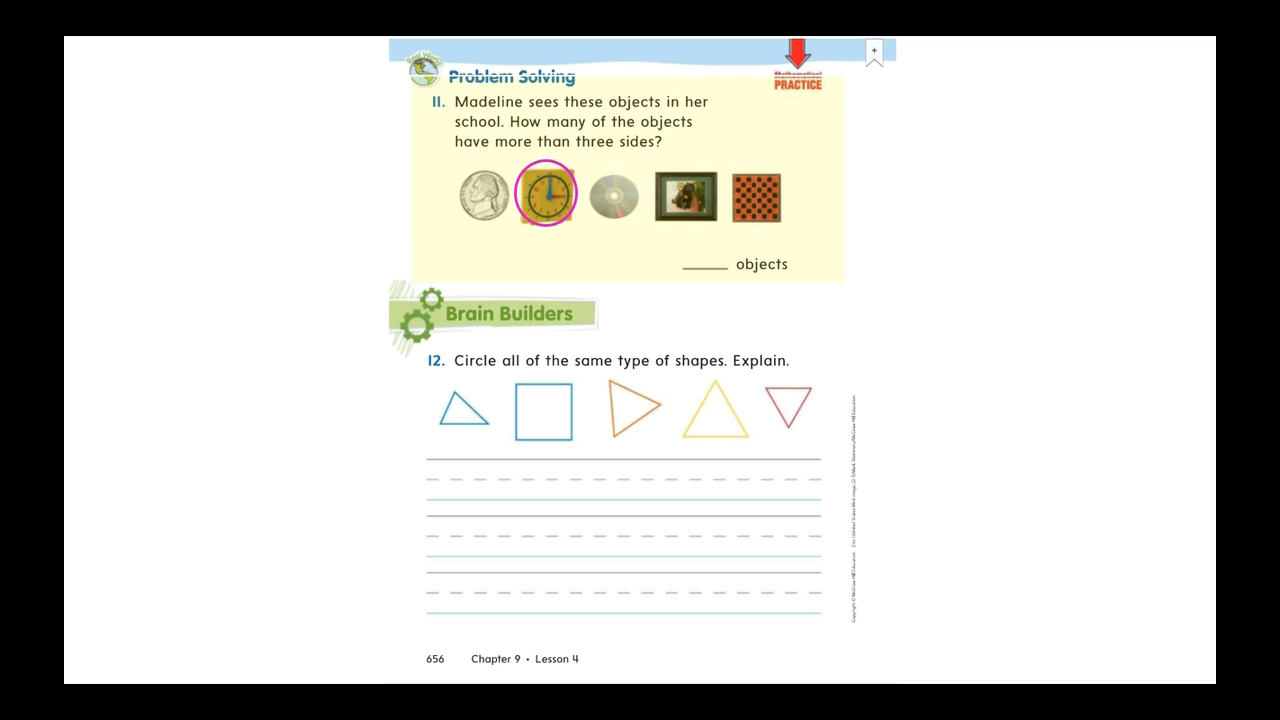 Problem Solving
Mathematical
PRACTICE
11. Madeline sees these objects in her
school. How many of the objects
have more than three sides?
____ objects
Brain Builders
12. Circle all of the same type of shapes. Explain.
656 Chapter 9 • Lesson 4